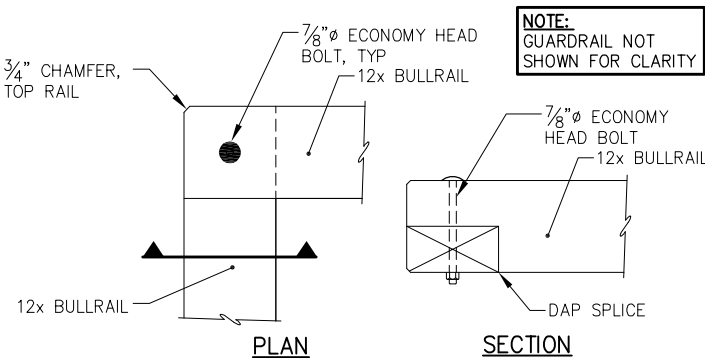 7/8"ø ECONOMY HEAD
BOLT, TYP
12x BULLRAIL
3/4" CHAMFER,
TOP RAIL
12x BULLRAIL
PLAN
NOTE:
GUARDRAIL NOT
SHOWN FOR CLARITY
7/8"ø ECONOMY
HEAD BOLT
12x BULLRAIL
DAP SPLICE
SECTION